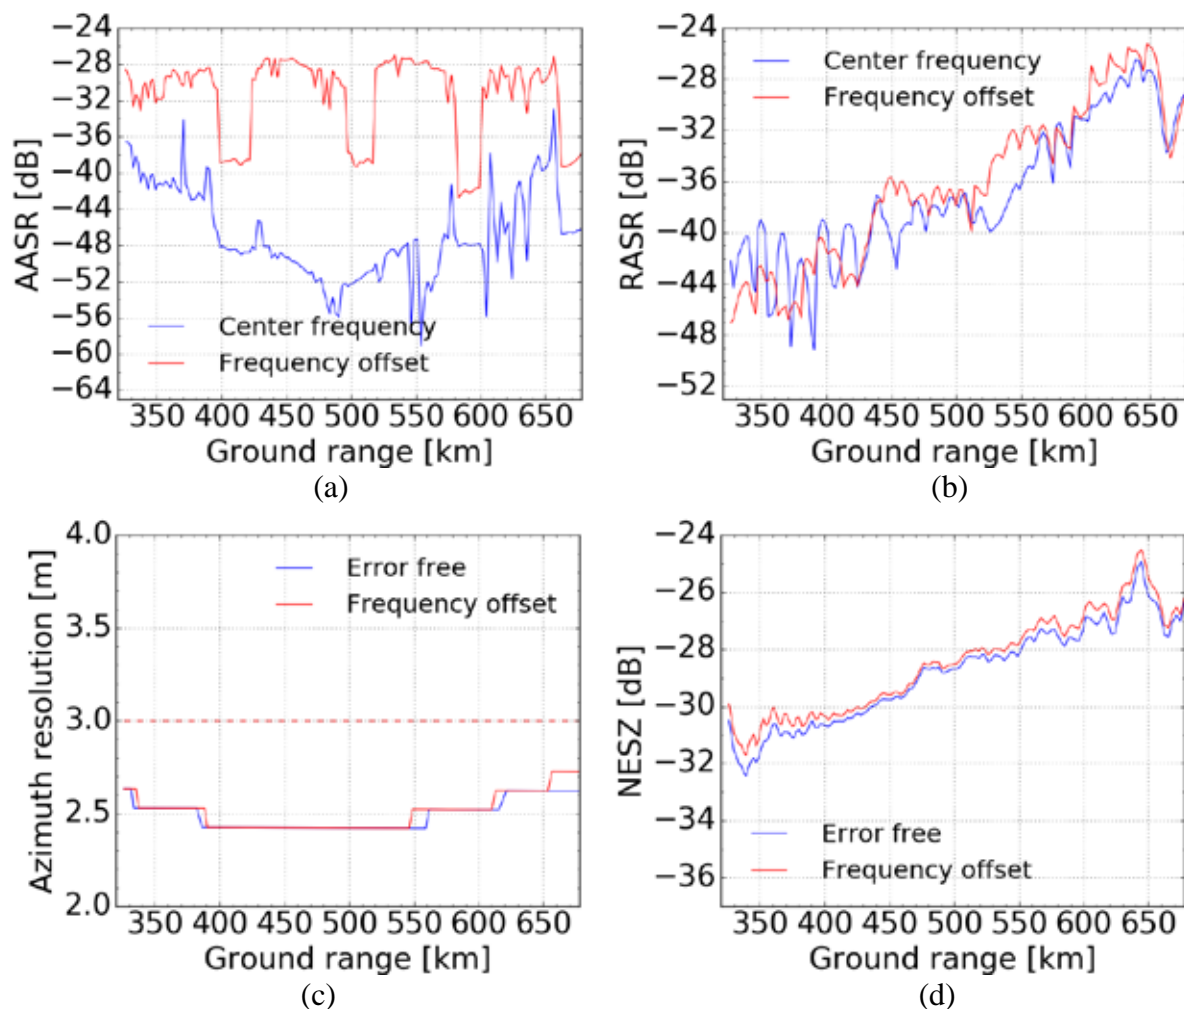 −24
−28
−32
−36
−40
−44
−48
−52
−56
−60
−64
AASR [dB]
Center frequency
Frequency offset
350 400 450 500 550 600 650
Ground range [km]
(a)
−24
−28
−32
−36
−40
−44
−48
−52
RASR [dB]
Center frequency
Frequency offset
350 400 450 500 550 600 650
Ground range [km]
(b)
4.0
3.5
3.0
2.5
2.0
Azimuth resolution [m]
Error free
Frequency offset
350 400 450 500 550 600 650
Ground range [km]
(c)
−24
−26
−28
−30
−32
−34
−36
NESZ [dB]
Error free
Frequency offset
350 400 450 500 550 600 650
Ground range [km]
(d)